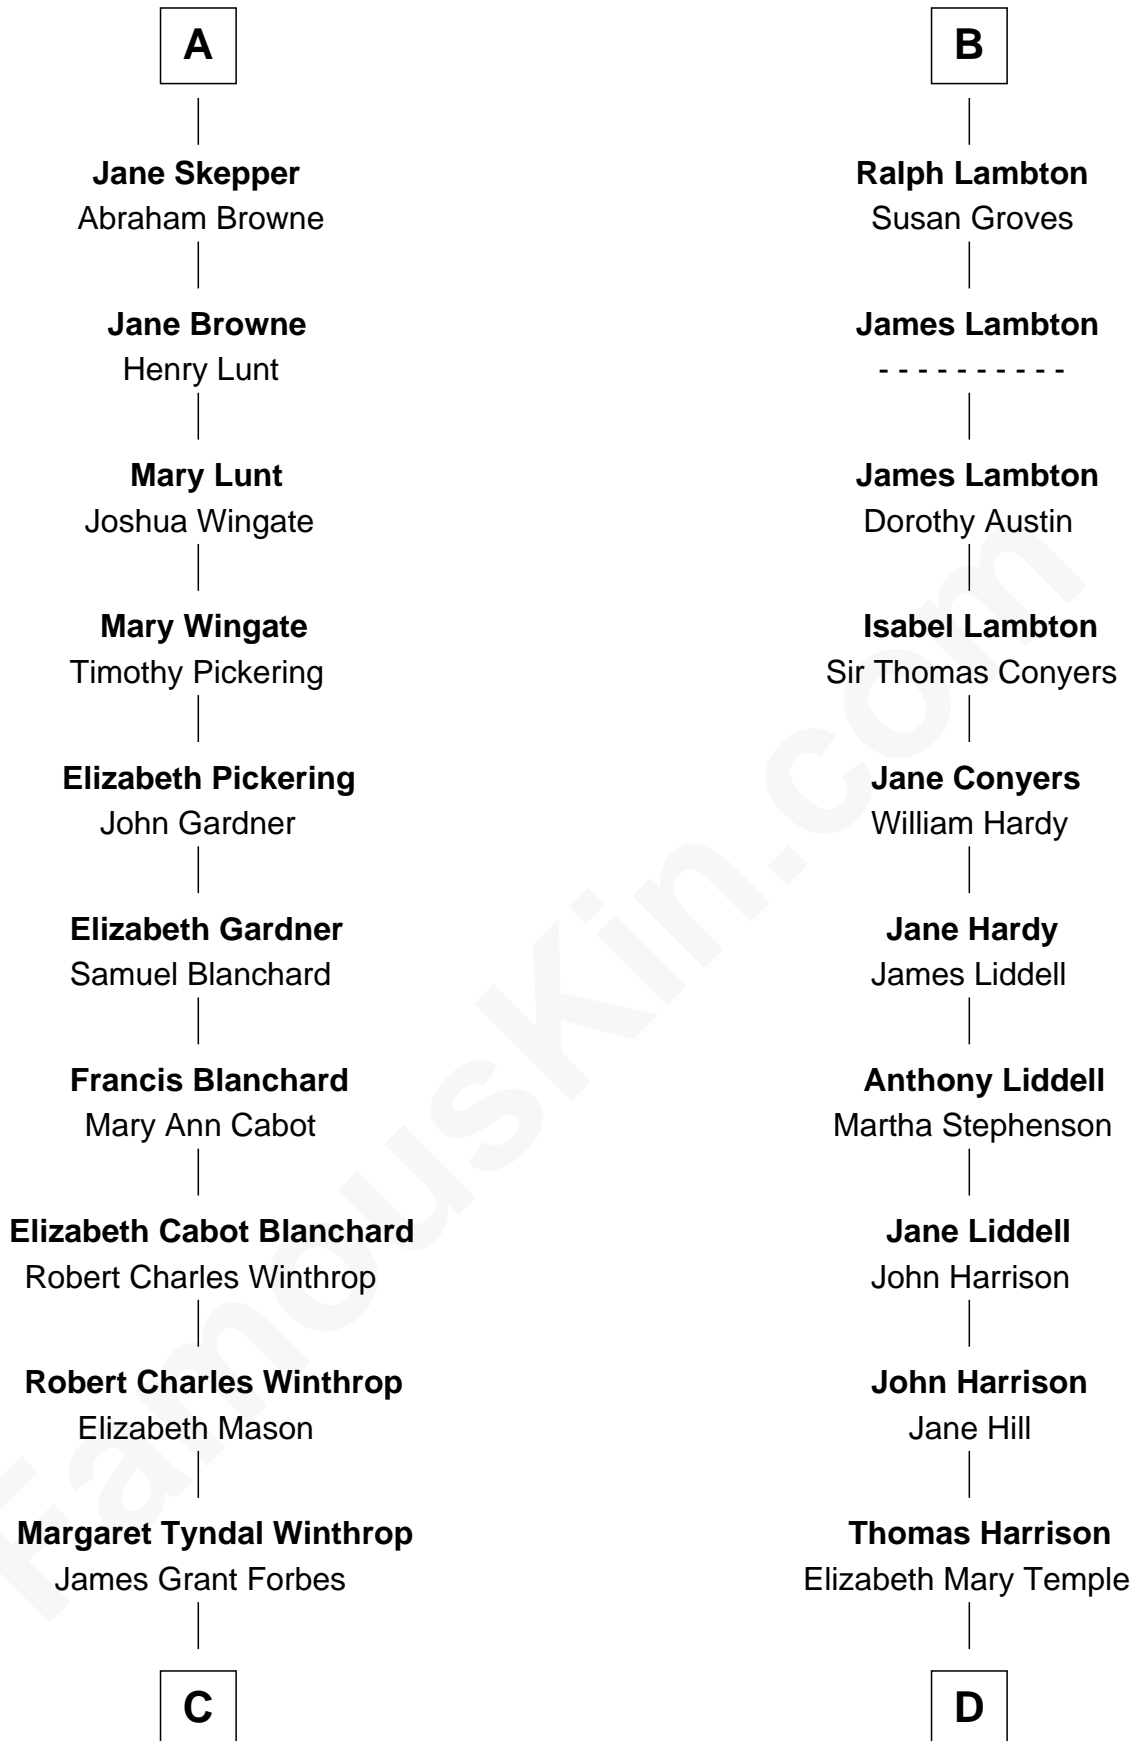 A
Jane Skepper
Abraham Browne
Jane Browne
Henry Lunt
Mary Lunt
Joshua Wingate
Mary Wingate
Timothy Pickering
Elizabeth Pickering
John Gardner
Elizabeth Gardner
Samuel Blanchard
Francis Blanchard
Mary Ann Cabot
Elizabeth Cabot Blanchard
Robert Charles Winthrop
Robert Charles Winthrop
Elizabeth Mason
Margaret Tyndal Winthrop
James Grant Forbes
C
B
Ralph Lambton
Susan Groves
James Lambton
- - - - - - - - - -
James Lambton
Dorothy Austin
Isabel Lambton
Sir Thomas Conyers
Jane Conyers
William Hardy
Jane Hardy
James Liddell
Anthony Liddell
Martha Stephenson
Jane Liddell
John Harrison
John Harrison
Jane Hill
Thomas Harrison
Elizabeth Mary Temple
D
FamousKin.com